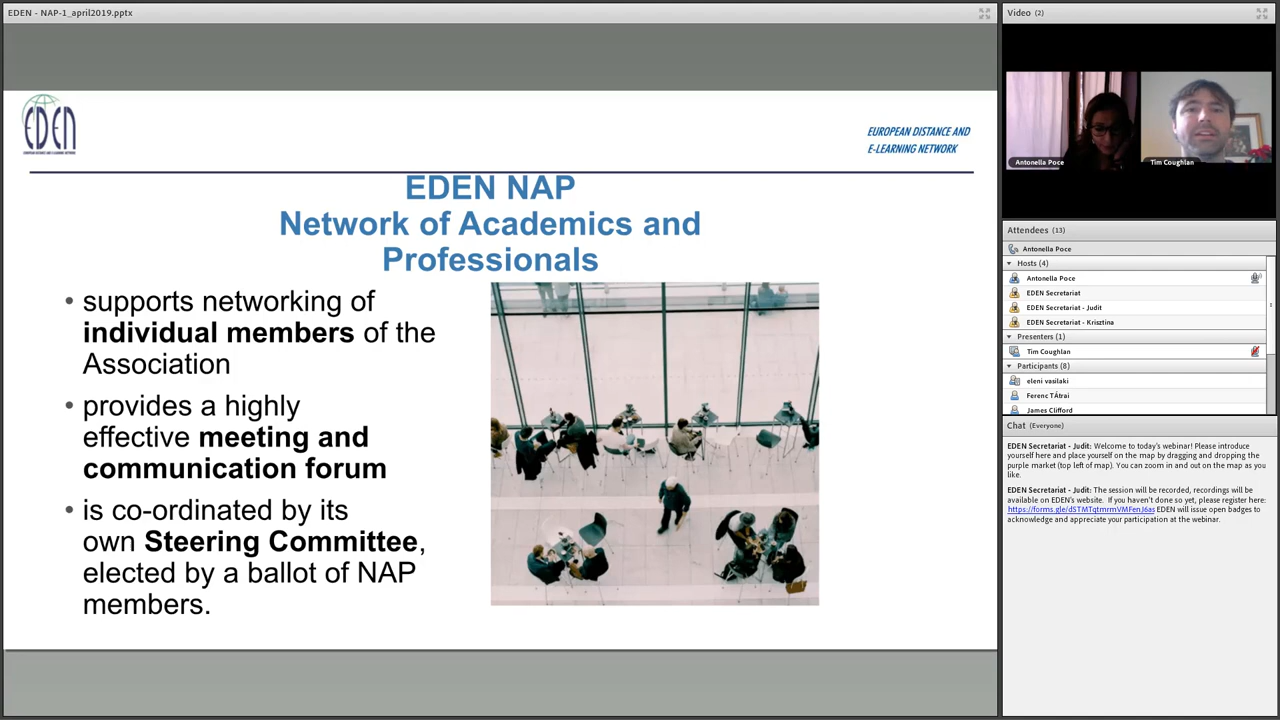 EDEN - NAP-1_april2019.pptx
EDEN
EUROPEAN DISTANCE AND
E-LEARNING NETWORK
EDEN NAP
Network of Academics and
Professionals
• supports networking of
individual members of the
Association
• provides a highly
effective meeting and
communication forum
• is co-ordinated by its
own Steering Committee,
elected by a ballot of NAP
members.
Video (2)
Antonella Poce
Tim Coughlan
Attendees (13)
Antonella Poce
Hosts (4)
Antonella Poce
EDEN Secretariat
EDEN Secretariat - Judit
EDEN Secretariat - Krisztina
Presenters (1)
Tim Coughlan
Participants (8)
eleni vasilaki
Ferenc TÁtrai
James Clifford
Chat (Everyone)
EDEN Secretariat - Judit: Welcome to today's webinar! Please introduce
yourself here and place yourself on the map by dragging and dropping the
purple market (top left of map). You can zoom in and out on the map as you
like.
EDEN Secretariat - Judit: The session will be recorded, recordings will be
available on EDEN's website. If you haven't done so yet, please register here:
EDEN will issue open badges to
acknowledge and appreciate your participation at the webinar.